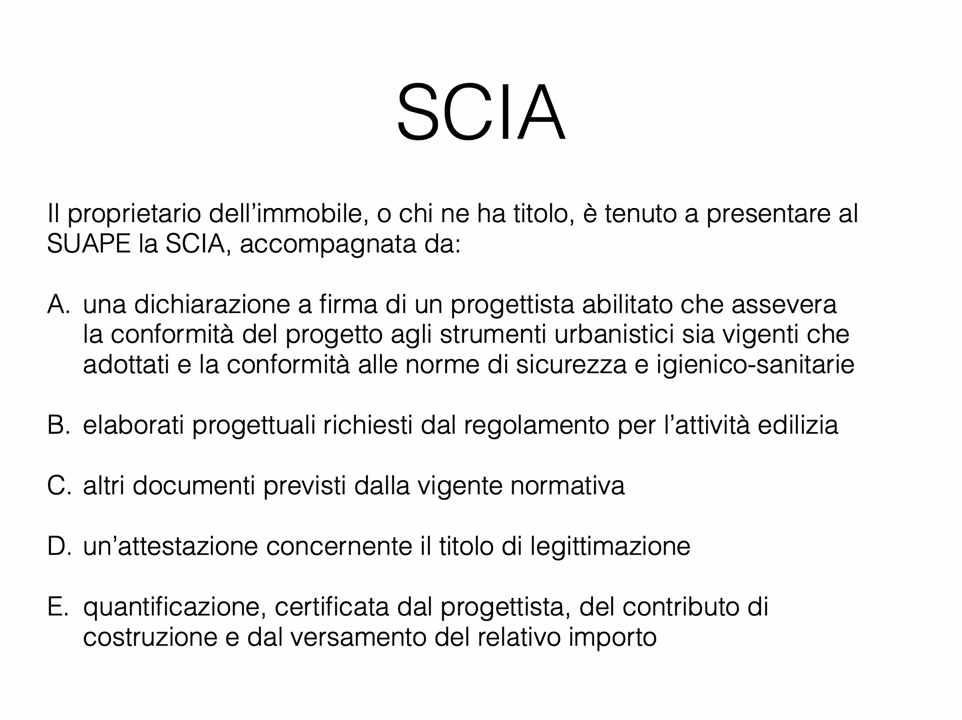 SCIA
Il proprietario dell’immobile, o chi ne ha titolo, è tenuto a presentare al
SUAPE la SCIA, accompagnata da:
A. una dichiarazione a firma di un progettista abilitato che assevera
la conformità del progetto agli strumenti urbanistici sia vigenti che
adottati e la conformità alle norme di sicurezza e igienico-sanitarie
B. elaborati progettuali richiesti dal regolamento per l’attività edilizia
C. altri documenti previsti dalla vigente normativa
D. un’attestazione concernente il titolo di legittimazione
E. quantificazione, certificata dal progettista, del contributo di
costruzione e dal versamento del relativo importo